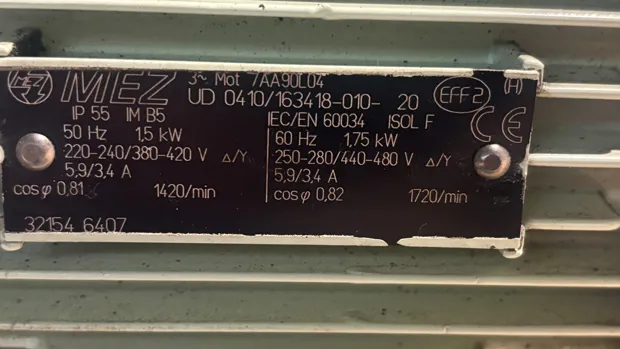 MEZ 3~ Mot 7AA90L04
UD 0410/163418-010- 20 EFF2 (H)
IP 55 IM B5 IEC/EN 60034 ISOL F CE
50 Hz 1,5 kW 60 Hz 1,75 kW
220-240/380-420 V Δ/Y 250-280/440-480 V Δ/Y
5,9/3,4 A 5,9/3,4 A
cos φ 0,81 1420/min cos φ 0,82 1720/min
32154 6407